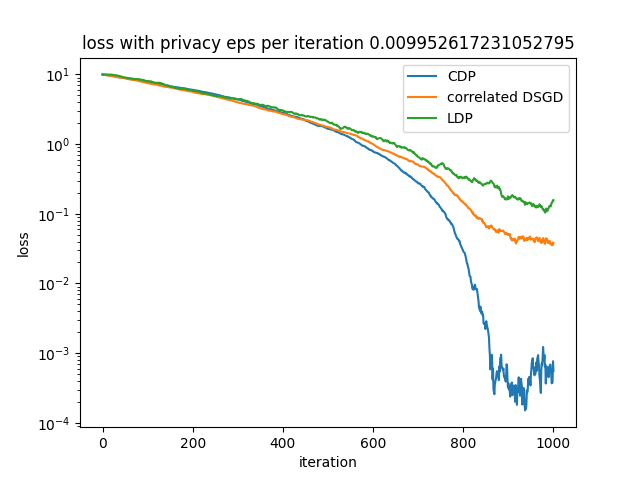 loss with privacy eps per iteration 0.009952617231052795
CDP
correlated DSGD
LDP
10¹
10⁰
10⁻¹
10⁻²
10⁻³
10⁻⁴
loss
0 200 400 600 800 1000
iteration